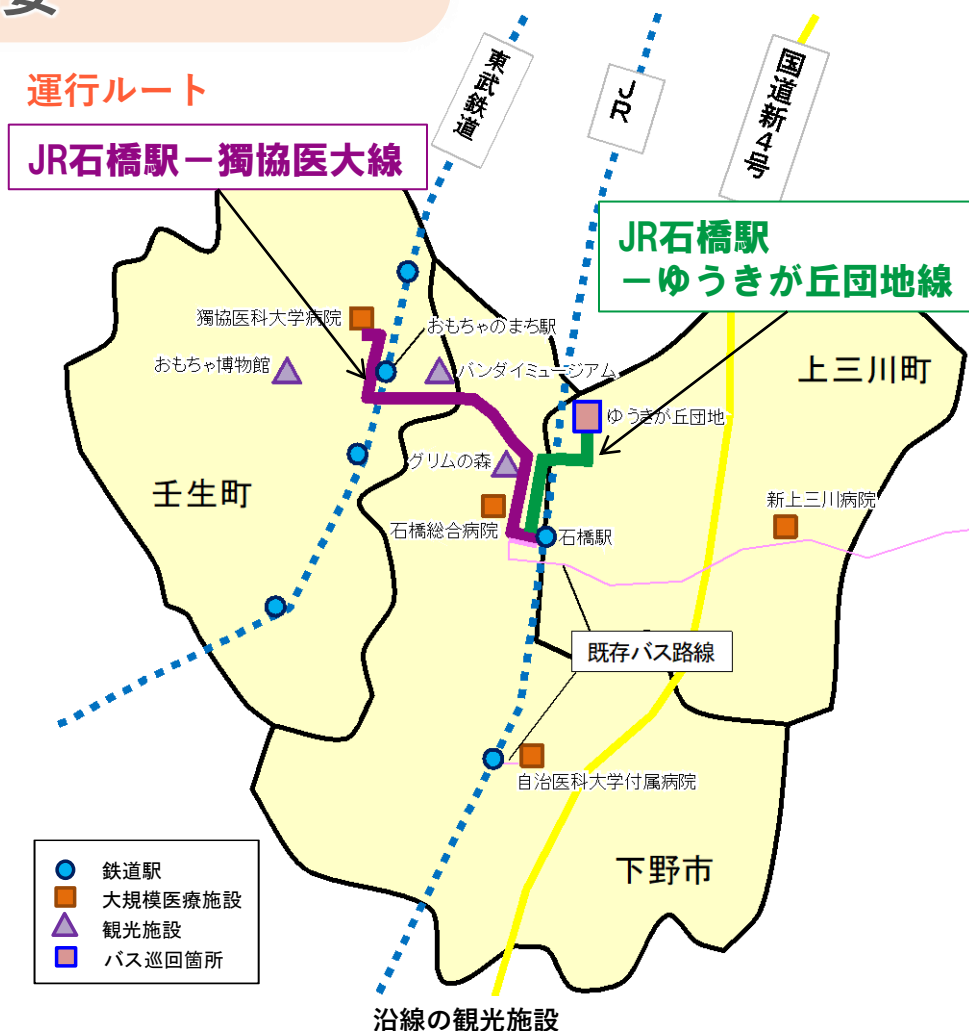 要
運行ルート
東武鉄道
JR
国道新4号
JR石橋駅－獨協医大線
JR石橋駅
－ゆうきが丘団地線
獨協医科大学病院
おもちゃのまち駅
おもちゃ博物館
バンダイミュージアム
上三川町
ゆうきが丘団地
グリムの森
壬生町
新上三川病院
石橋総合病院
石橋駅
既存バス路線
自治医科大学付属病院
下野市
鉄道駅
大規模医療施設
観光施設
バス巡回箇所
沿線の観光施設